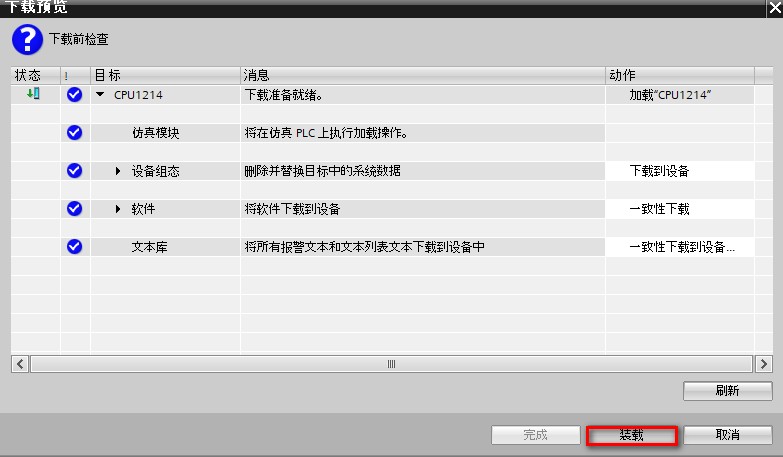 下载预览
下载前检查
状态 ! 目标 消息 动作
CPU1214 下载准备就绪。 加载“CPU1214”
仿真模块 将在仿真 PLC 上执行加载操作。
设备组态 删除并替换目标中的系统数据 下载到设备
软件 将软件下载到设备 一致性下载
文本库 将所有报警文本和文本列表文本下载到设备中 一致性下载到设备...
刷新
完成 装载 取消